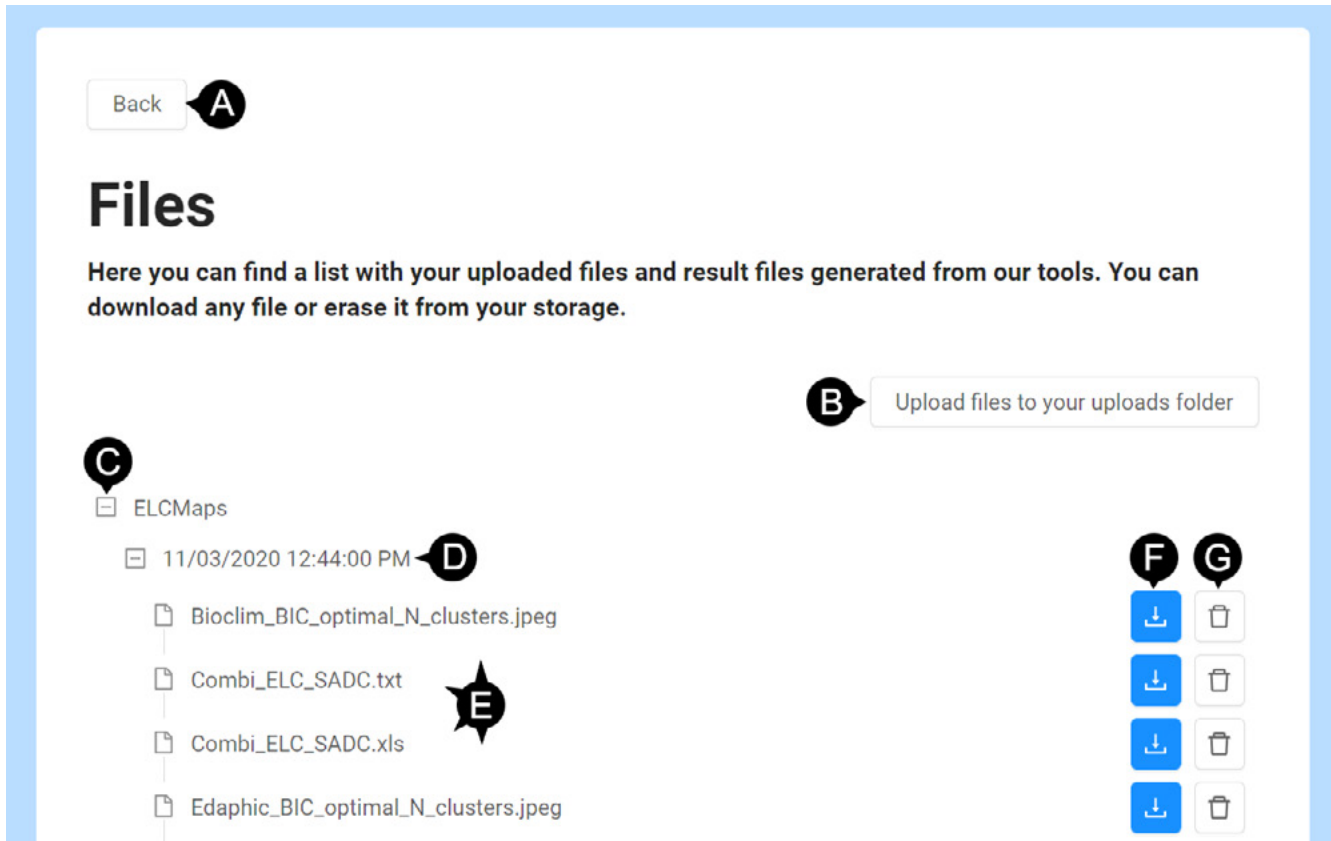 Back A
Files
Here you can find a list with your uploaded files and result files generated from our tools. You can
download any file or erase it from your storage.
B Upload files to your uploads folder
C
ELCMaps
11/03/2020 12:44:00 PM D F G
Bioclim_BIC_optimal_N_clusters.jpeg
Combi_ELC_SADC.txt
E
Combi_ELC_SADC.xls
Edaphic_BIC_optimal_N_clusters.jpeg